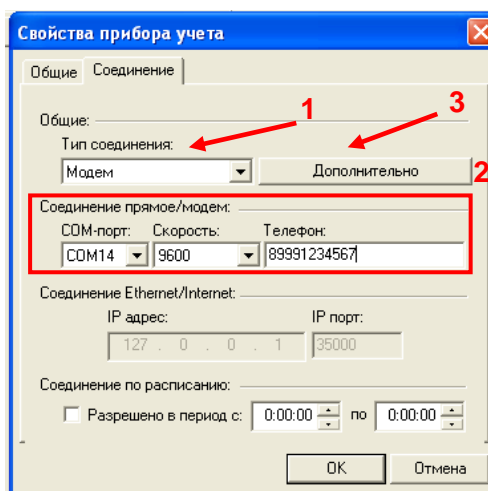 Свойства прибора учета
Общие Соединение
1
3
Общие:
Тип соединения:
Модем Дополнительно 2
Соединение прямое/модем:
COM-порт: Скорость: Телефон:
COM14 9600 89991234567
Соединение Ethernet/Internet:
IP адрес: IP порт:
127 . 0 . 0 . 1 35000
Соединение по расписанию:
Разрешено в период с: 0:00:00 по 0:00:00
OK Отмена